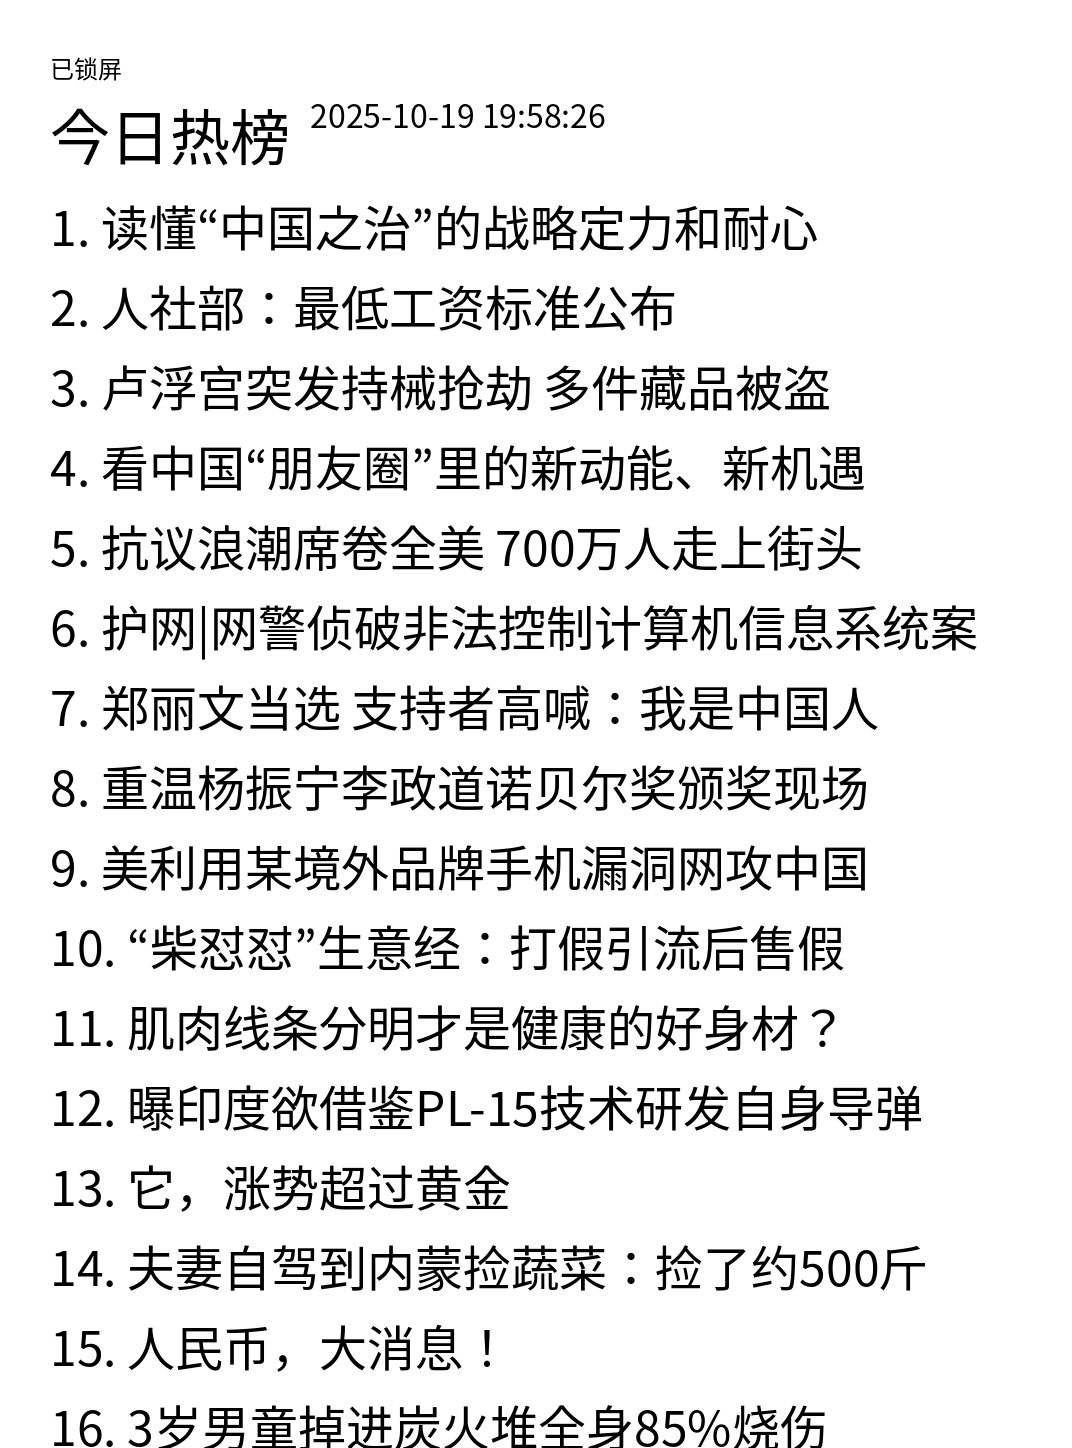 已锁屏
今日热榜 2025-10-19 19:58:26
1. 读懂“中国之治”的战略定力和耐心
2. 人社部：最低工资标准公布
3. 卢浮宫突发持械抢劫 多件藏品被盗
4. 看中国“朋友圈”里的新动能、新机遇
5. 抗议浪潮席卷全美 700万人走上街头
6. 护网|网警侦破非法控制计算机信息系统案
7. 郑丽文当选 支持者高喊：我是中国人
8. 重温杨振宁李政道诺贝尔奖颁奖现场
9. 美利用某境外品牌手机漏洞网攻中国
10. “柴怼怼”生意经：打假引流后售假
11. 肌肉线条分明才是健康的好身材？
12. 曝印度欲借鉴PL-15技术研发自身导弹
13. 它，涨势超过黄金
14. 夫妻自驾到内蒙捡蔬菜：捡了约500斤
15. 人民币，大消息！
16. 3岁男童掉进炭火堆全身85%烧伤